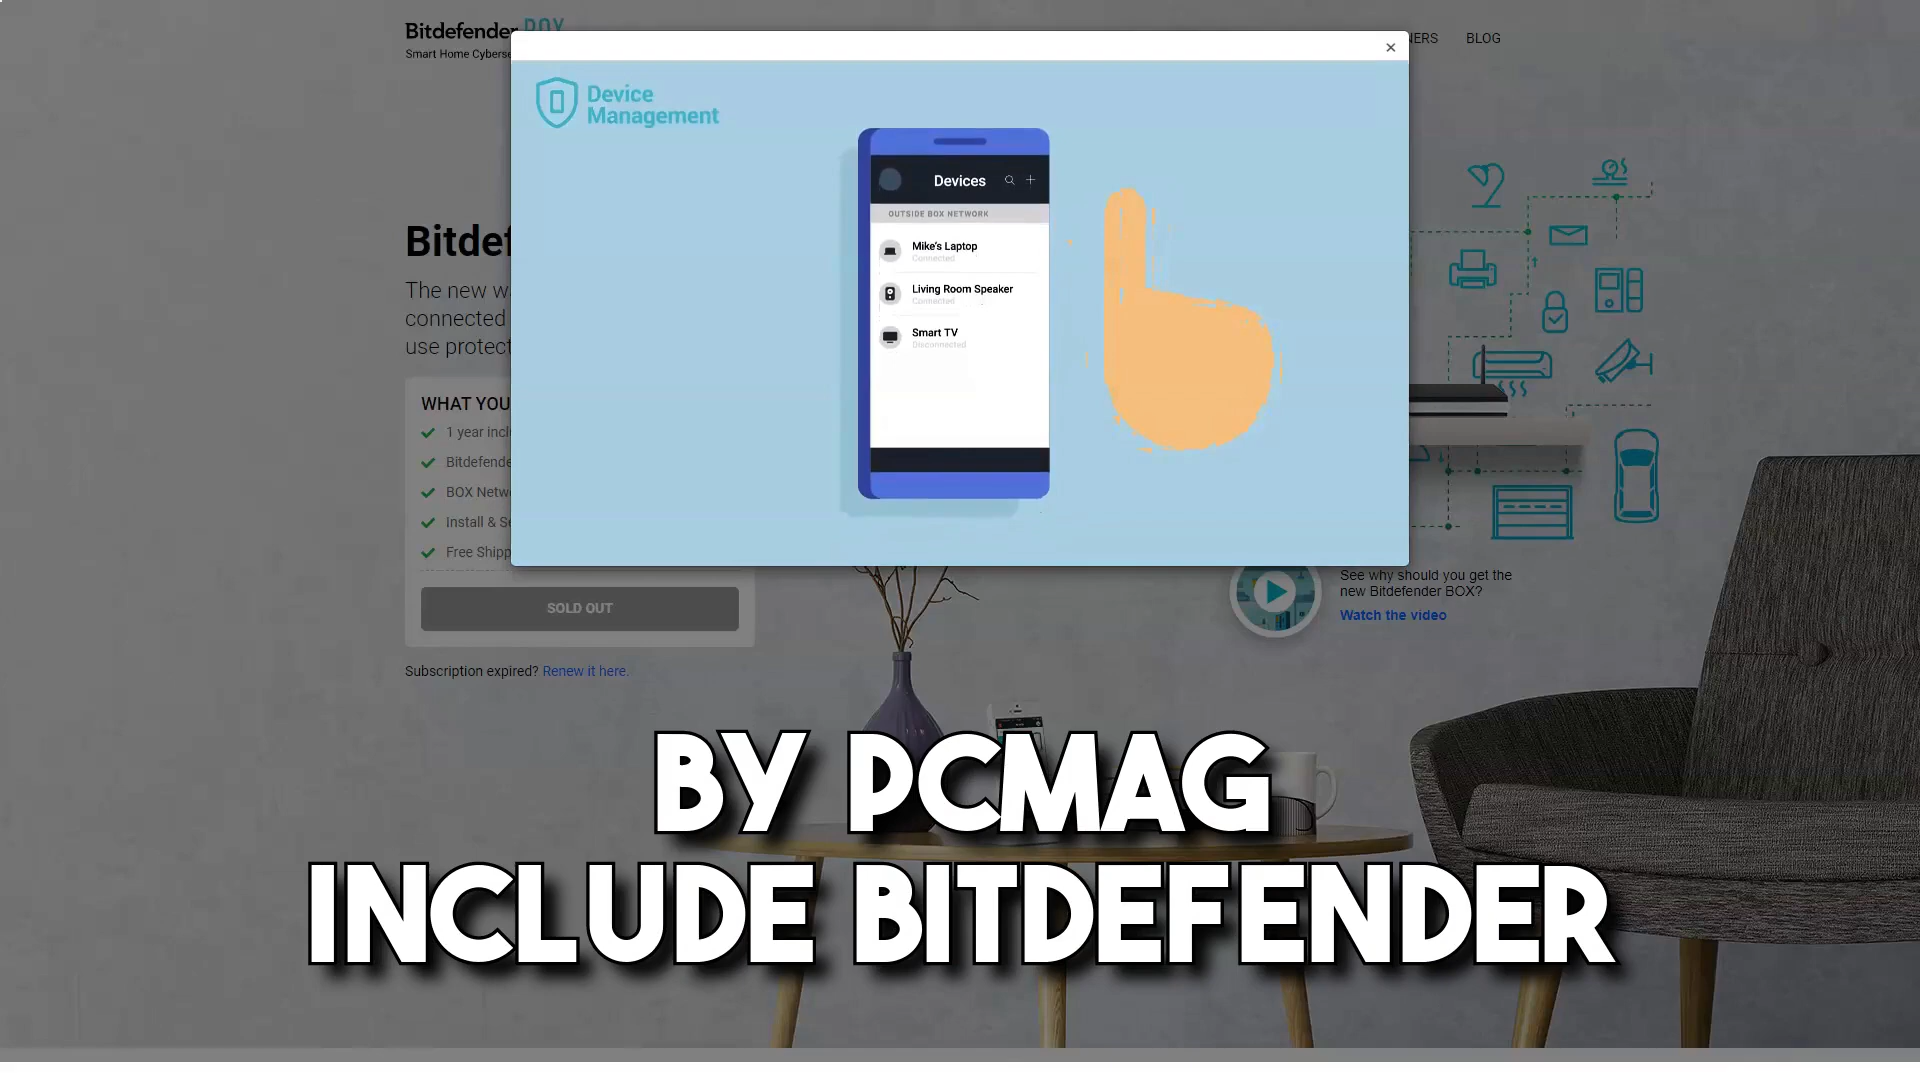 Bitdefender BOX
Smart Home Cyberse
NERS
BLOG
Device
Management
Devices
OUTSIDE BOX NETWORK
Mike's Laptop
Connected
Living Room Speaker
Connected
Smart TV
Disconnected
Bitdef
The new w
connected
use protect
WHAT YOU
1 year incl
Bitdefende
BOX Netw
Install & Se
Free Shipp
SOLD OUT
Subscription expired? Renew it here.
See why should you get the
new Bitdefender BOX?
Watch the video
BY PCMAG
INCLUDE BITDEFENDER